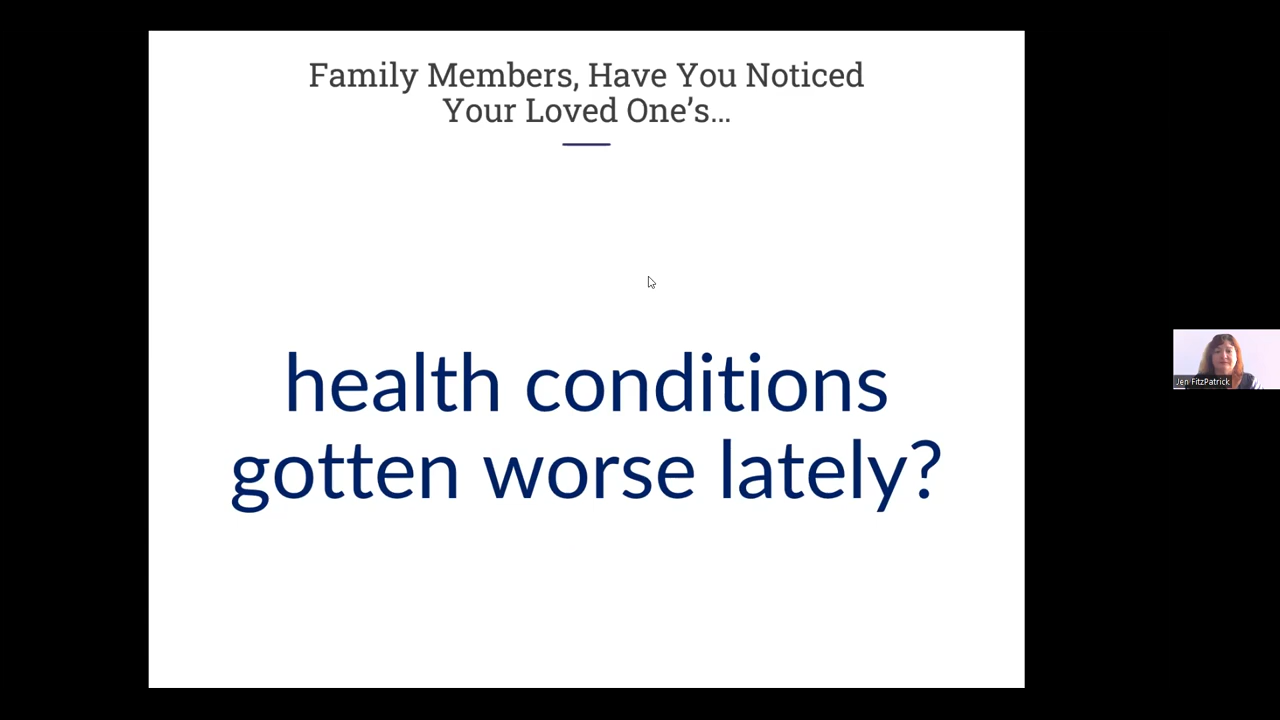 Family Members, Have You Noticed
Your Loved One’s…
health conditions
gotten worse lately?
Jen FitzPatrick